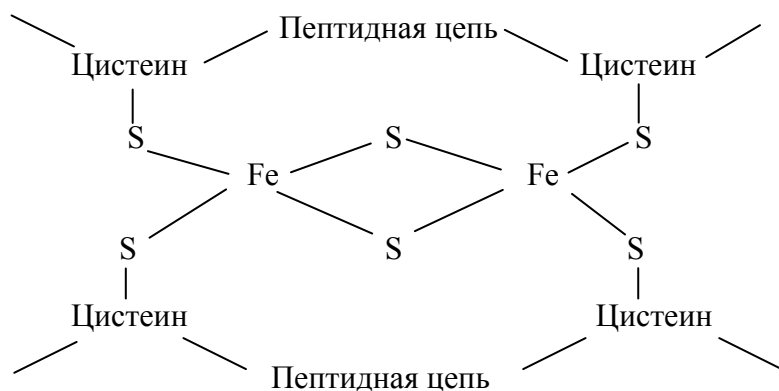 Пептидная цепь
Цистеин Цистеин
S S S
Fe Fe
S S S
Цистеин Цистеин
Пептидная цепь